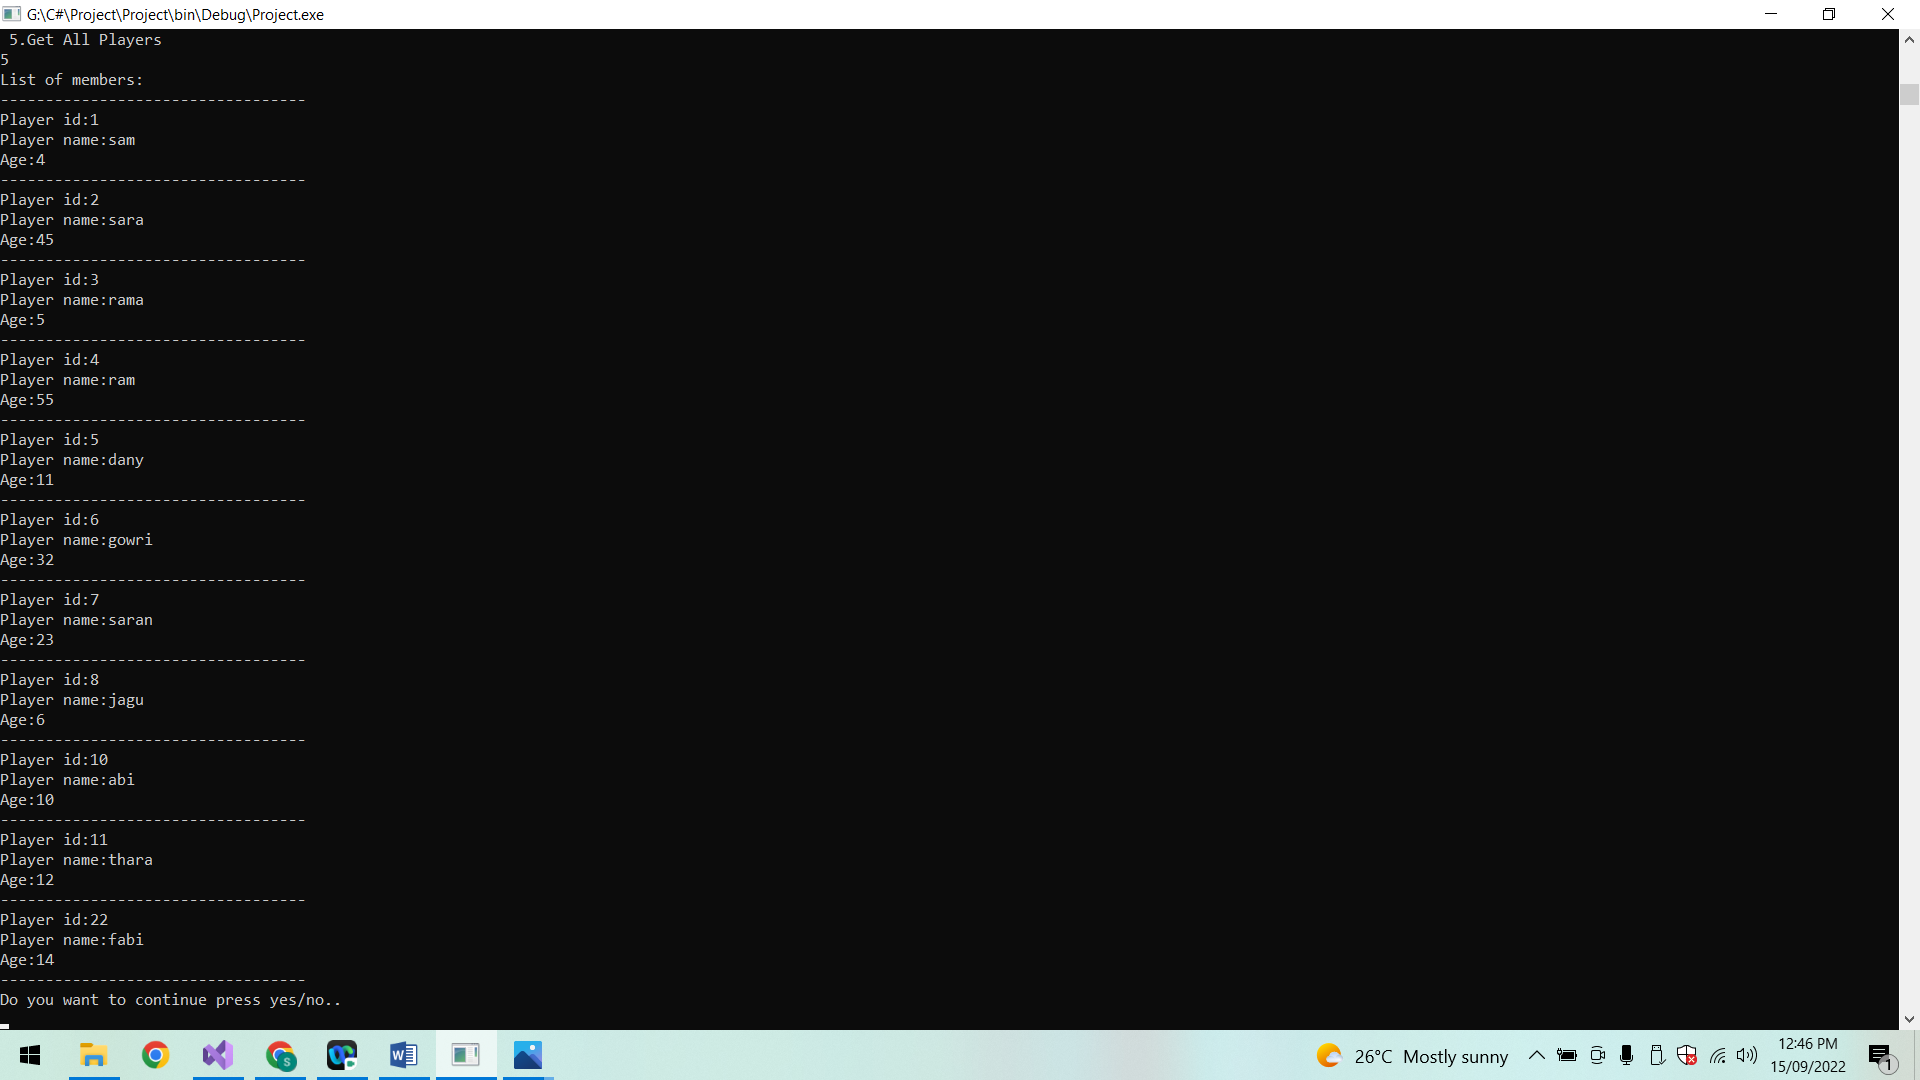 G:\C#\Project\Project\bin\Debug\Project.exe
5.Get All Players
5
List of members:
----------------------------------
Player id:1
Player name:sam
Age:4
----------------------------------
Player id:2
Player name:sara
Age:45
----------------------------------
Player id:3
Player name:rama
Age:5
----------------------------------
Player id:4
Player name:ram
Age:55
----------------------------------
Player id:5
Player name:dany
Age:11
----------------------------------
Player id:6
Player name:gowri
Age:32
----------------------------------
Player id:7
Player name:saran
Age:23
----------------------------------
Player id:8
Player name:jagu
Age:6
----------------------------------
Player id:10
Player name:abi
Age:10
----------------------------------
Player id:11
Player name:thara
Age:12
----------------------------------
Player id:22
Player name:fabi
Age:14
----------------------------------
Do you want to continue press yes/no..
S
W
26°C Mostly sunny
12:46 PM
15/09/2022
1